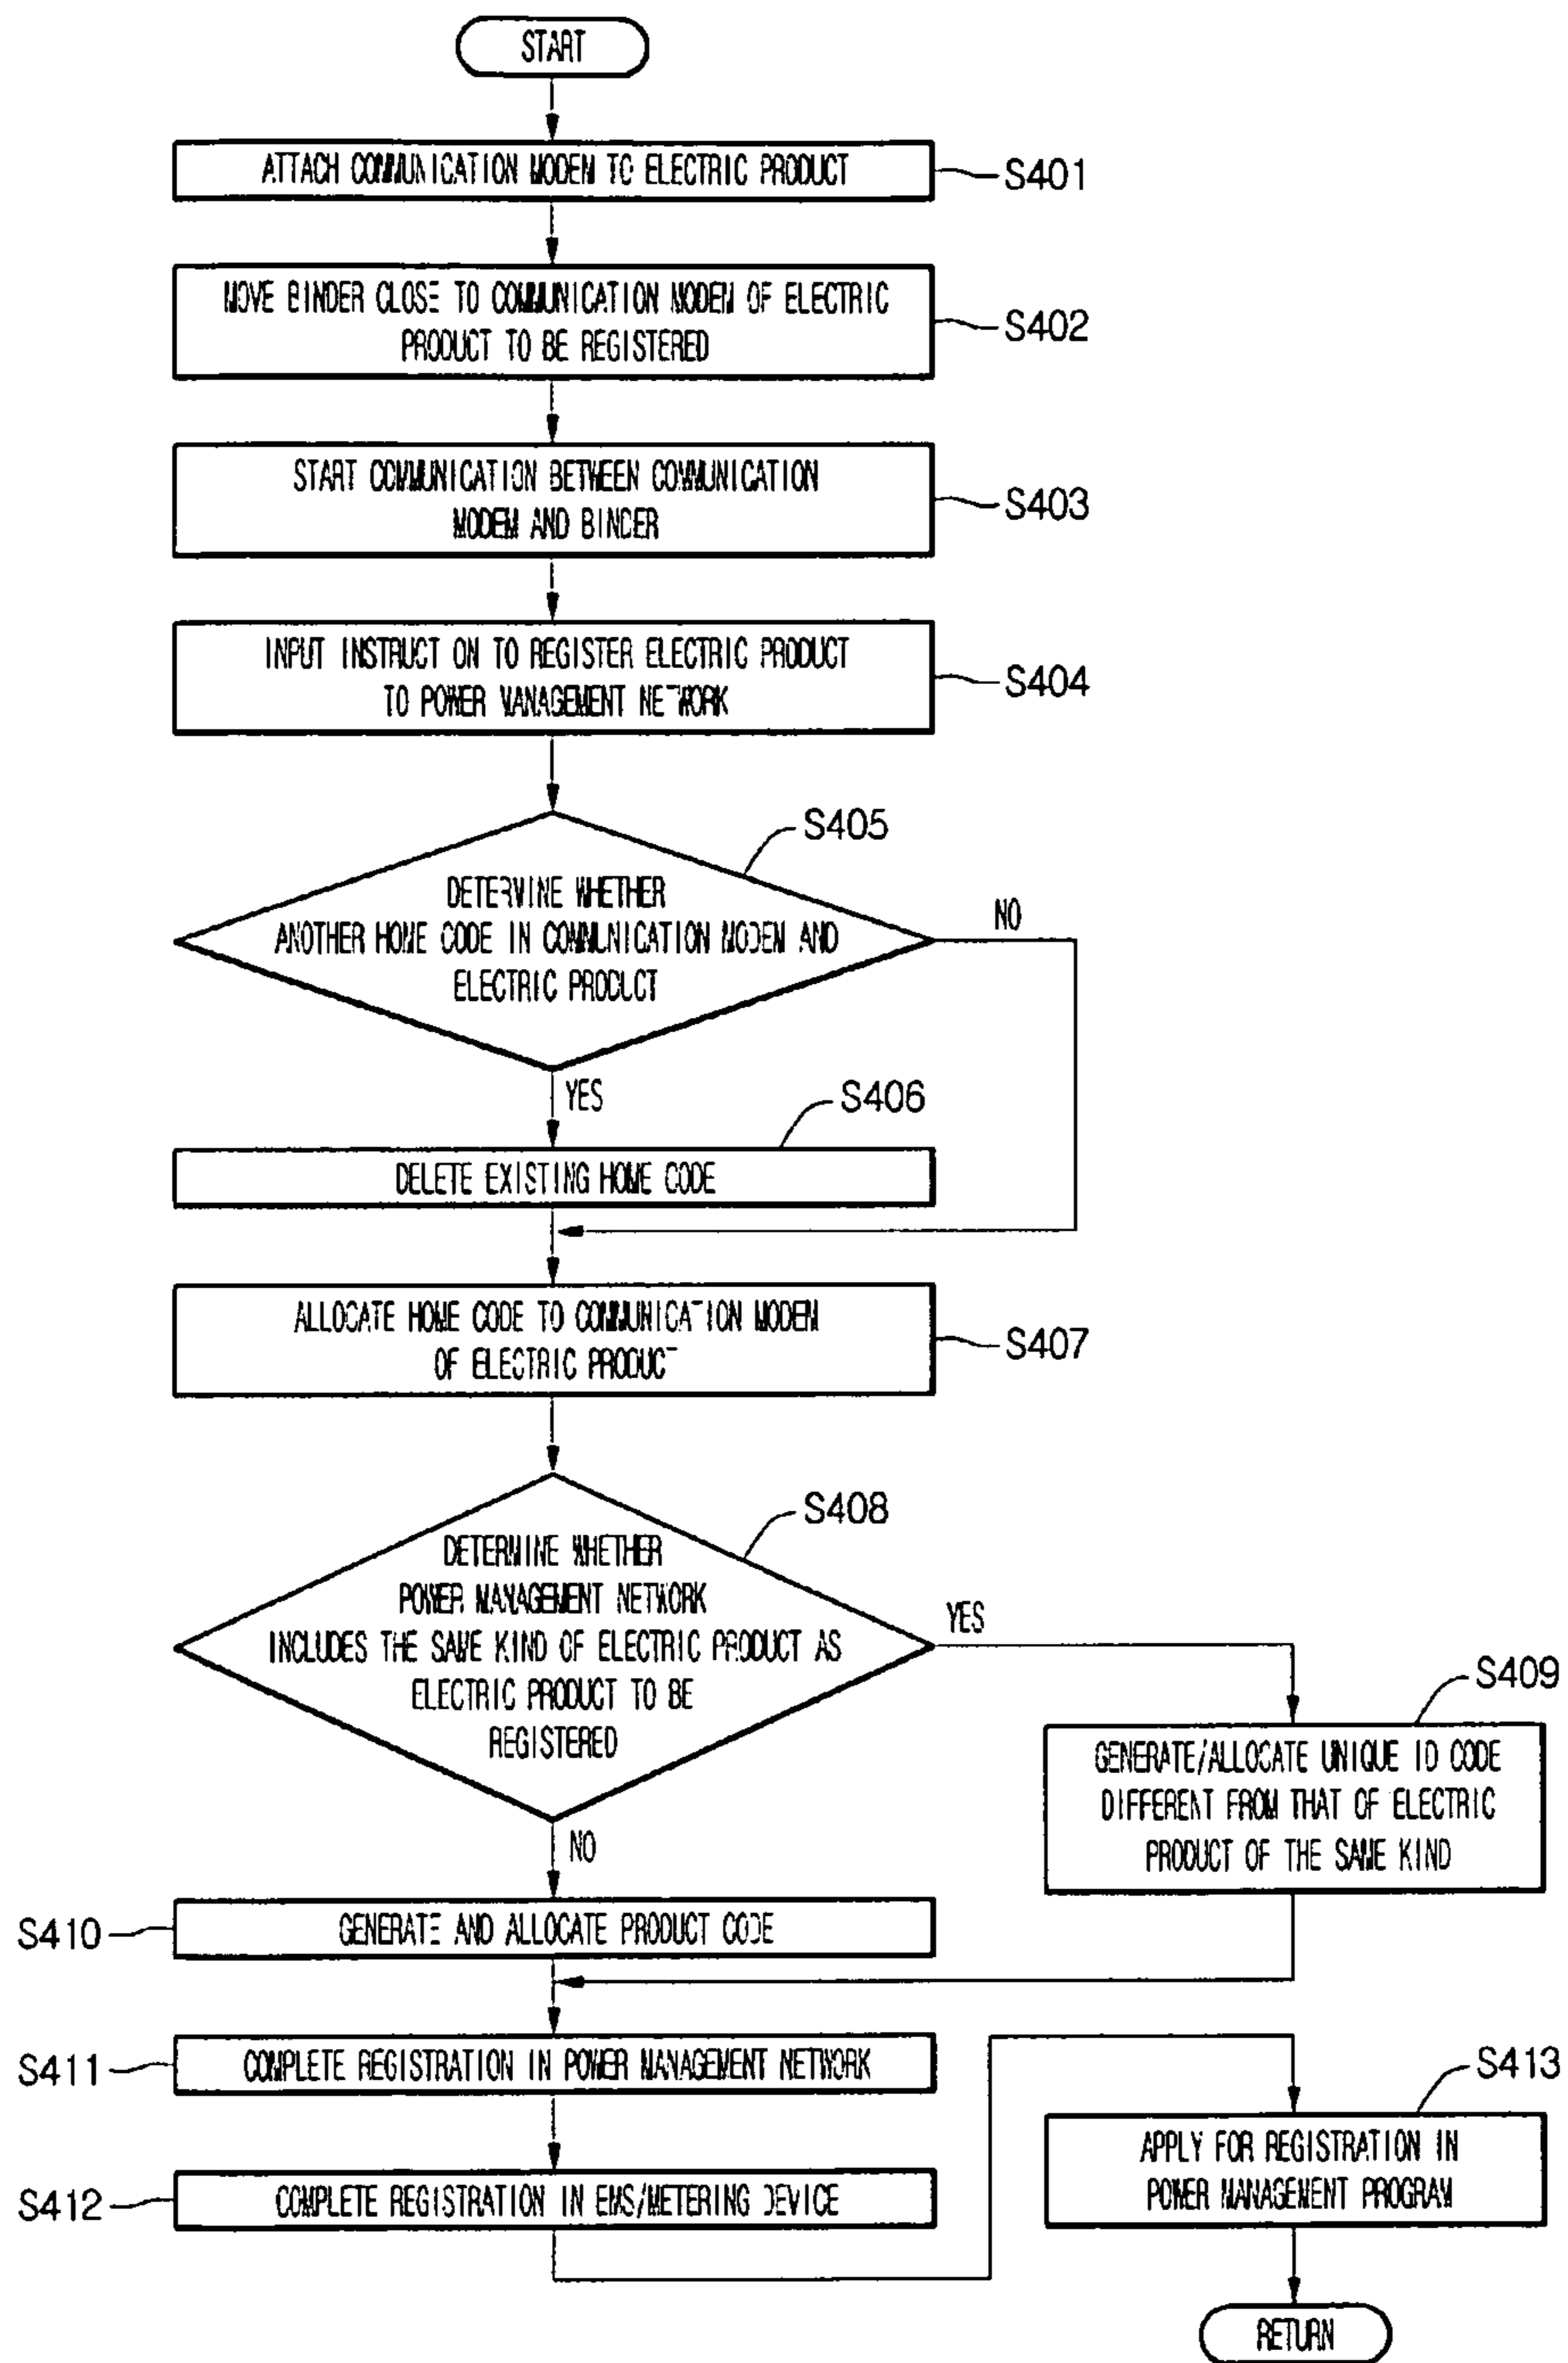 START
ATTACH COMMUNICATION MODEM TO ELECTRIC PRODUCT
S401
MOVE BINDER CLOSE TO COMMUNICATION MODEM OF ELECTRIC
PRODUCT TO BE REGISTERED
S402
START COMMUNICATION BETWEEN COMMUNICATION
MODEM AND BINDER
S403
INPUT INSTRUCT ON TO REGISTER ELECTRIC PRODUCT
TO POWER MANAGEMENT NETWORK
S404
S405
DETERMINE WHETHER
ANOTHER HOME CODE IN COMMUNICATION MODEM AND
ELECTRIC PRODUCT
NO
YES
S406
DELETE EXISTING HOME CODE
ALLOCATE HOME CODE TO COMMUNICATION MODEM
OF ELECTRIC PRODUCT
S407
S408
DETERMINE WHETHER
POWER MANAGEMENT NETWORK
INCLUDES THE SAME KIND OF ELECTRIC PRODUCT AS
ELECTRIC PRODUCT TO BE
REGISTERED
YES
S409
GENERATE/ALLOCATE UNIQUE ID CODE
DIFFERENT FROM THAT OF ELECTRIC
PRODUCT OF THE SAME KIND
NO
S410
GENERATE AND ALLOCATE PRODUCT CODE
S411
COMPLETE REGISTRATION IN POWER MANAGEMENT NETWORK
S412
COMPLETE REGISTRATION IN EMS/METERING DEVICE
S413
APPLY FOR REGISTRATION IN
POWER MANAGEMENT PROGRAM
RETURN